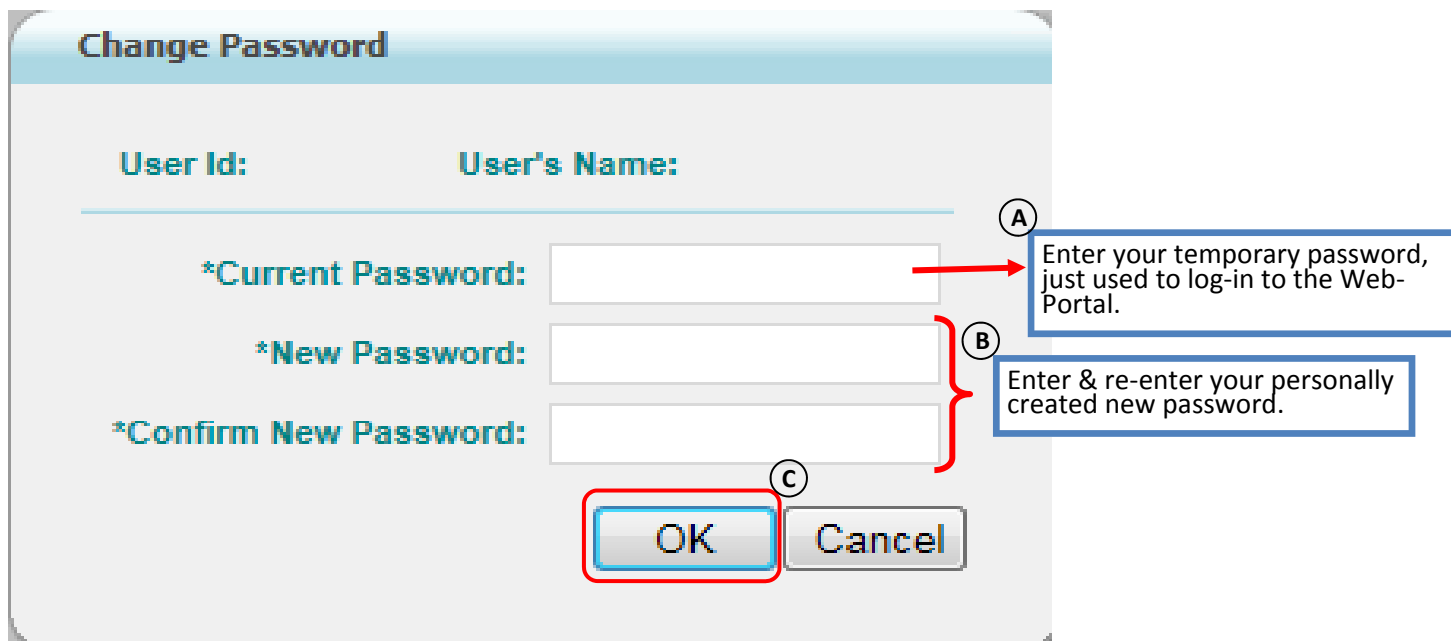 Change Password
User Id: User's Name:
A
*Current Password:
Enter your temporary password,
just used to log-in to the Web-
Portal.
*New Password:
B
Enter & re-enter your personally
created new password.
*Confirm New Password:
C
OK Cancel